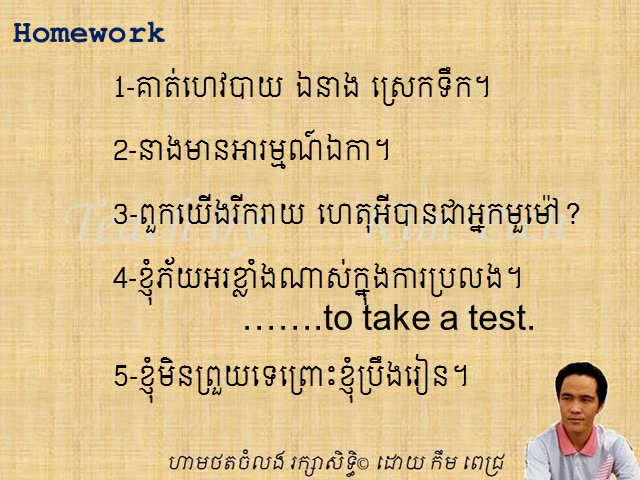 Homework
1-គាត់ហេវបាយ ឯនាង ស្រេកទឹក។
2-នាងមានអារម្មណ៍ឯកា។
3-ពួកយើងរីករាយ ហេតុអីបានជាអ្នកមួម៉ៅ?
4-ខ្ញុំភ័យអរខ្លាំងណាស់ក្នុងការប្រលង។
…….to take a test.
5-ខ្ញុំមិនព្រួយទេព្រោះខ្ញុំប្រឹងរៀន។
ហាមថតចំលង រក្សាសិទ្ធិ© ដោយ កឹម ពេជ្រ